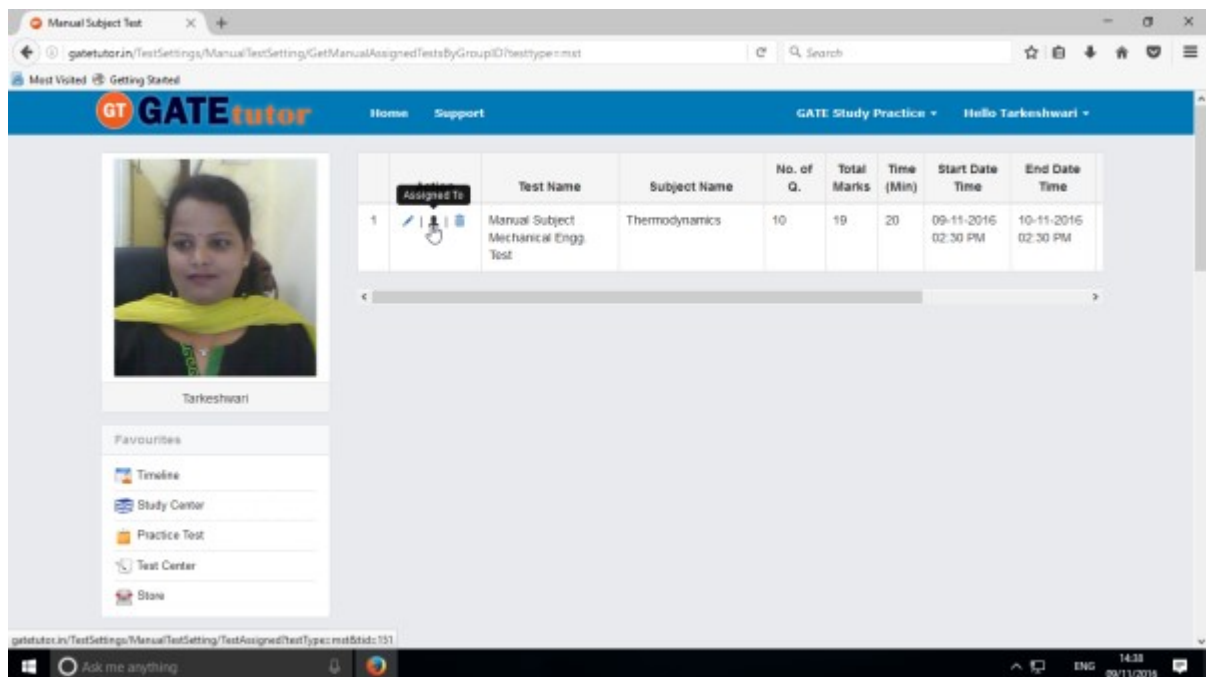 Manual Subject Test
gatetutor.in/TestSettings/ManualTestSetting/GetManualAssignedTestsByGroupID?testtype=mst
Search
Most Visited Getting Started
GT GATEtutor Home Support GATE Study Practice Hello Tarkeshwari
Action Test Name Subject Name No. of Q. Total Marks Time (Min) Start Date Time End Date Time
Assigned To
1 Manual Subject Mechanical Engg. Test Thermodynamics 10 19 20 09-11-2016 02:30 PM 10-11-2016 02:30 PM
Tarkeshwari
Favourites
Timeline
Study Center
Practice Test
Test Center
Store
gatetutor.in/TestSettings/ManualTestSetting/TestAssigned?testType=mst&tid=151
Ask me anything
ENG 14:38
09/11/2016